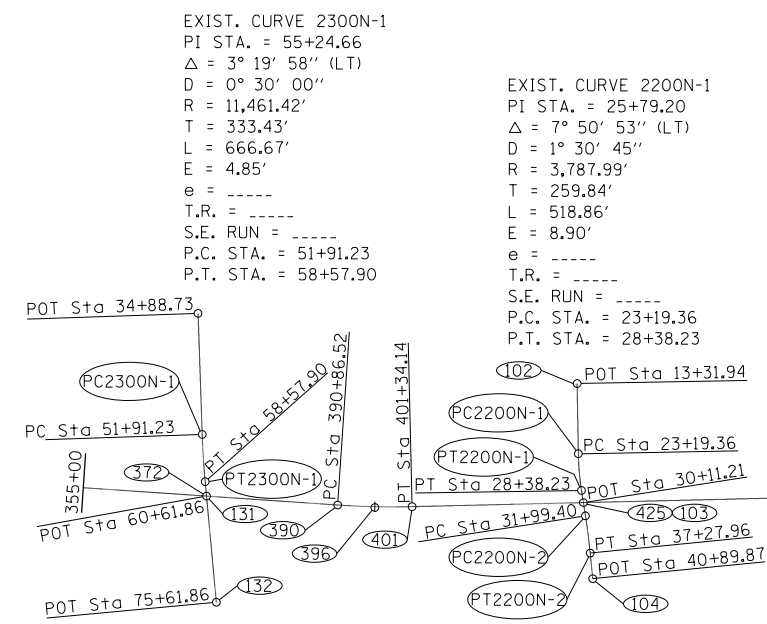 EXIST. CURVE 2300N-1
PI STA. = 55+24.66
Δ = 3° 19' 58'' (LT)
D = 0° 30' 00''
R = 11,461.42'
T = 333.43'
L = 666.67'
E = 4.85'
e = _____
T.R. = _____
S.E. RUN = _____
P.C. STA. = 51+91.23
P.T. STA. = 58+57.90
EXIST. CURVE 2200N-1
PI STA. = 25+79.20
Δ = 7° 50' 53'' (LT)
D = 1° 30' 45''
R = 3,787.99'
T = 259.84'
L = 518.86'
E = 8.90'
e = _____
T.R. = _____
S.E. RUN = _____
P.C. STA. = 23+19.36
P.T. STA. = 28+38.23
POT Sta 34+88.73
PC2300N-1
PC Sta 51+91.23
PT Sta 58+57.90
372
PT2300N-1
355+00
POT Sta 60+61.86
131
POT Sta 75+61.86
132
PC Sta 390+86.52
390
396
PT Sta 401+34.14
401
102
POT Sta 13+31.94
PC2200N-1
PC Sta 23+19.36
PT2200N-1
PT Sta 28+38.23
POT Sta 30+11.21
425
103
PC Sta 31+99.40
PC2200N-2
PT Sta 37+27.96
POT Sta 40+89.87
PT2200N-2
104